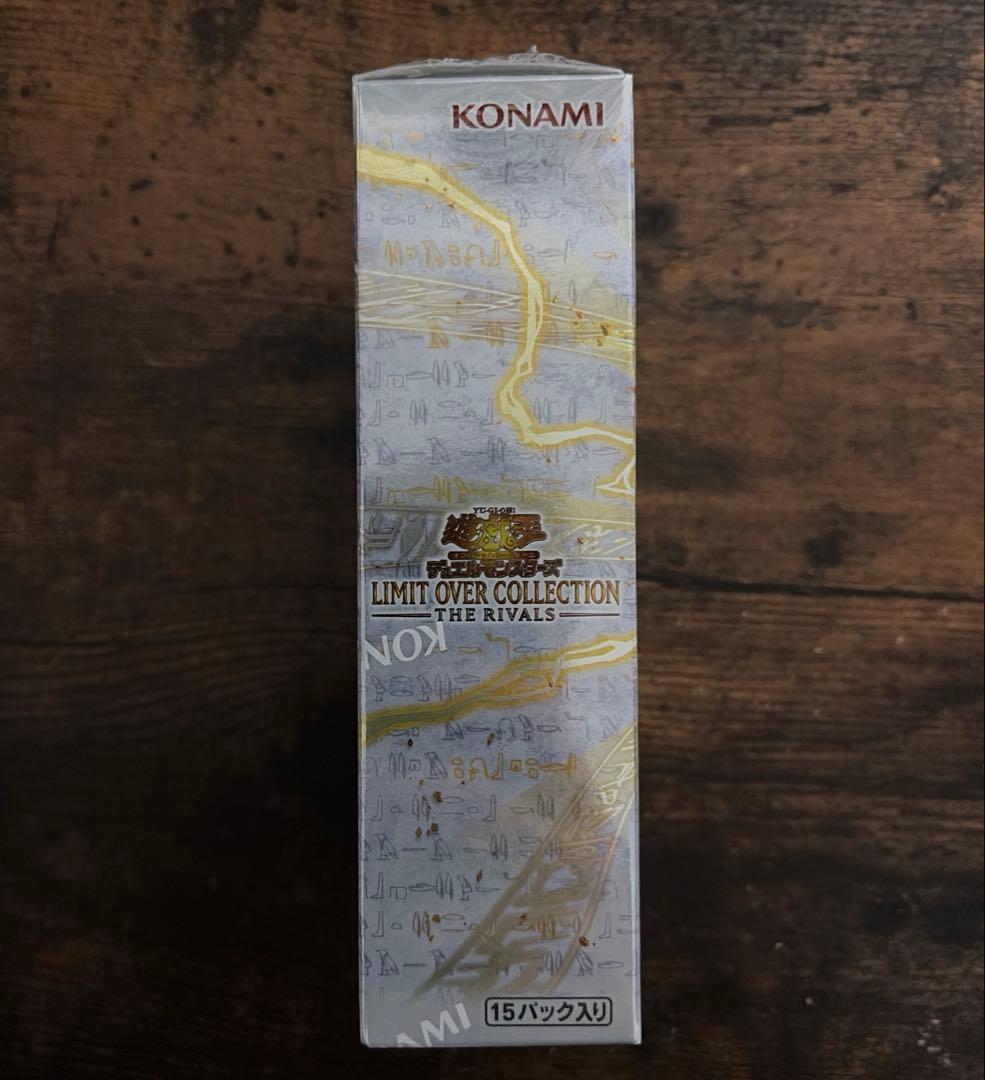 KONAMI
YU-GI-OH!
遊戯王
デュエルモンスターズ
LIMIT OVER COLLECTION
THE RIVALS
KON
AMI
15パック入り